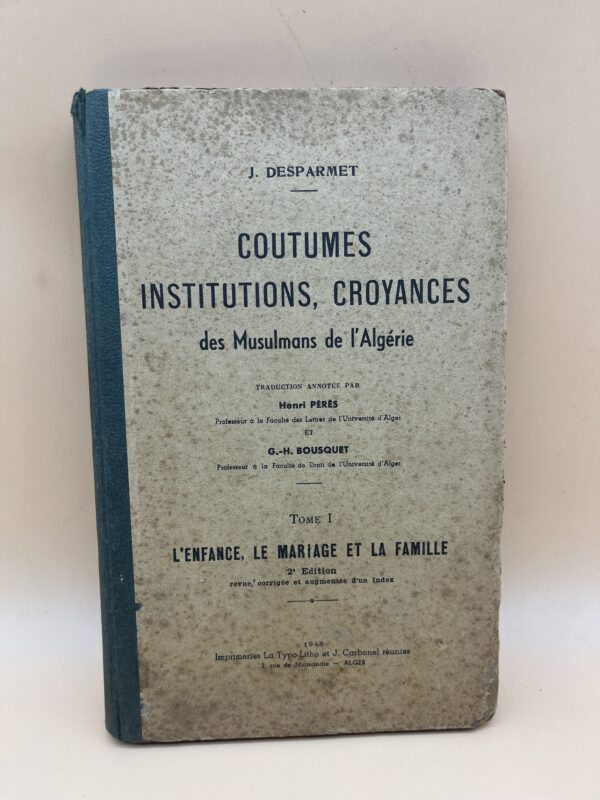 J. DESPARMET
COUTUMES
INSTITUTIONS, CROYANCES
des Musulmans de l'Algérie
TRADUCTION ANNOTÉE PAR
Henri PÉRÈS
Professeur à la Faculté des Lettres de l'Université d'Alger
ET
G.-H. BOUSQUET
Professeur à la Faculté de Droit de l'Université d'Alger
TOME I
L'ENFANCE, LE MARIAGE ET LA FAMILLE
2e Edition
revue, corrigée et augmentée d'un Index
1948
Imprimeries La Typo-Litho et J. Carbonel réunies
2, rue de Normandie — ALGER